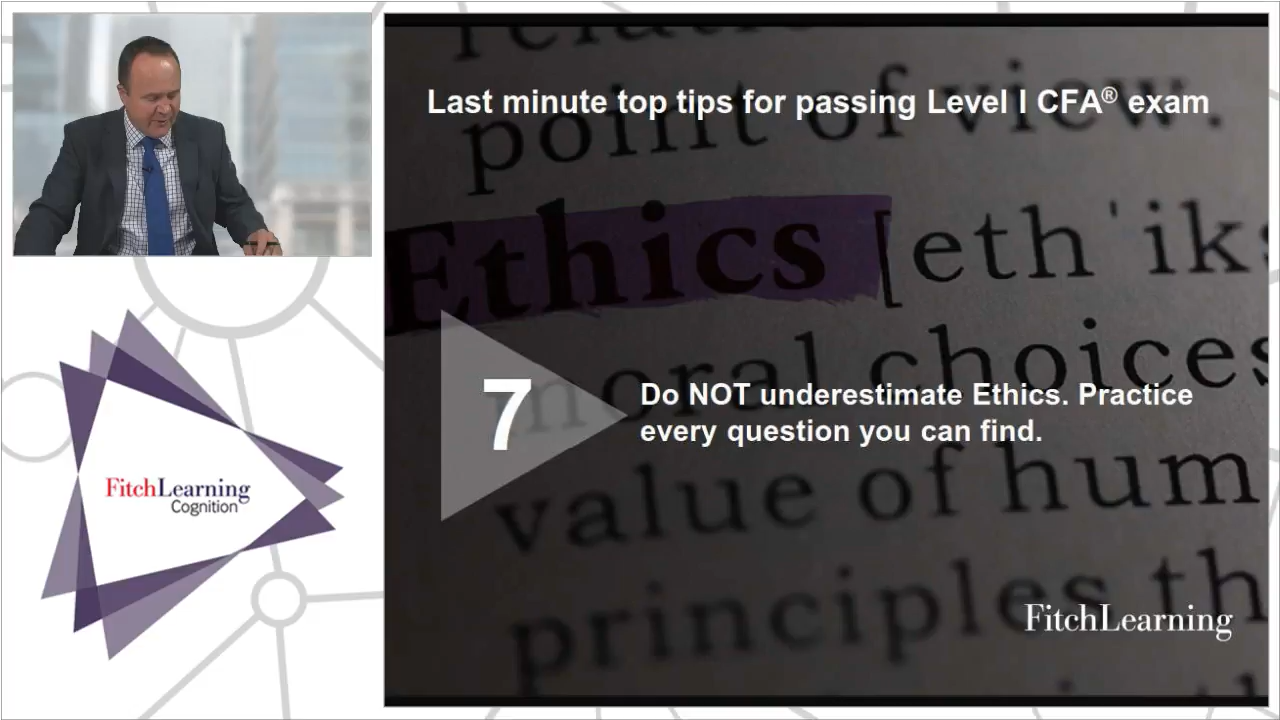 Last minute top tips for passing Level I CFA® exam
point of view.
Ethics [eth ˈik
moral choices
7
Do NOT underestimate Ethics. Practice
every question you can find.
value of hum
principles th
FitchLearning
FitchLearning
Cognition